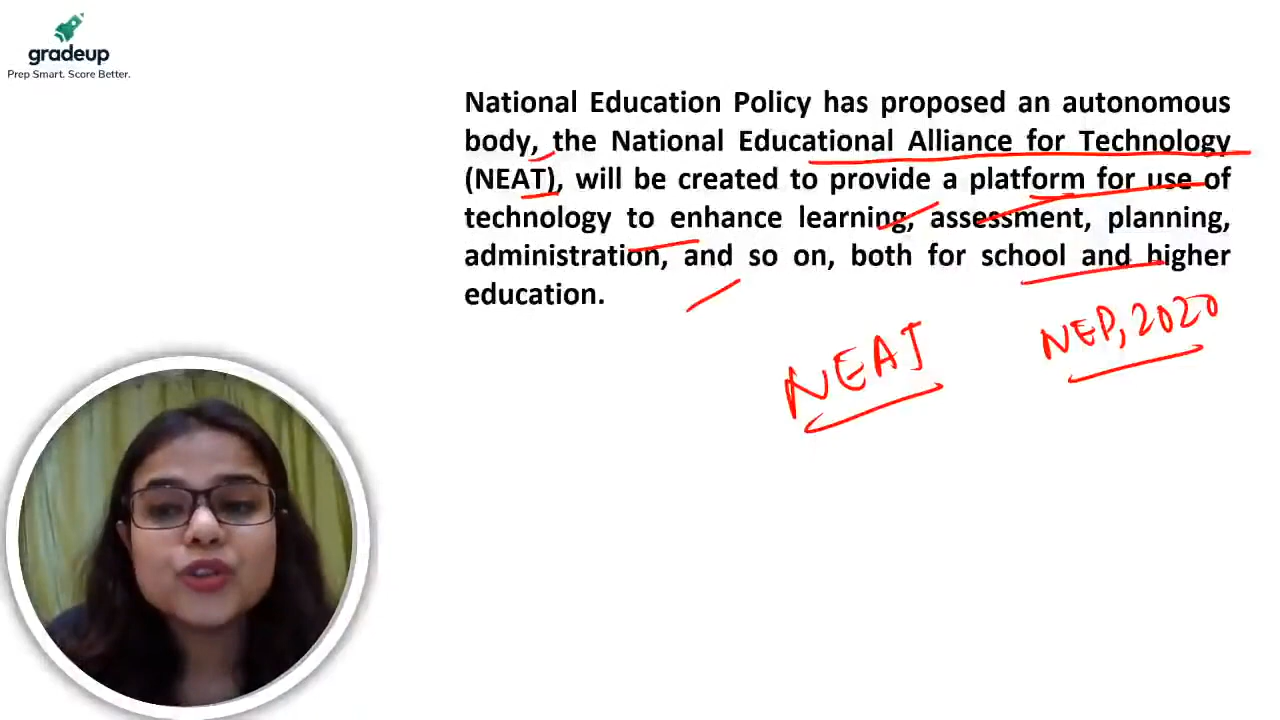 gradeup
Prep Smart. Score Better.
National Education Policy has proposed an autonomous
body, the National Educational Alliance for Technology
(NEAT), will be created to provide a platform for use of
technology to enhance learning, assessment, planning,
administration, and so on, both for school and higher
education.
NEP, 2020
NEAT